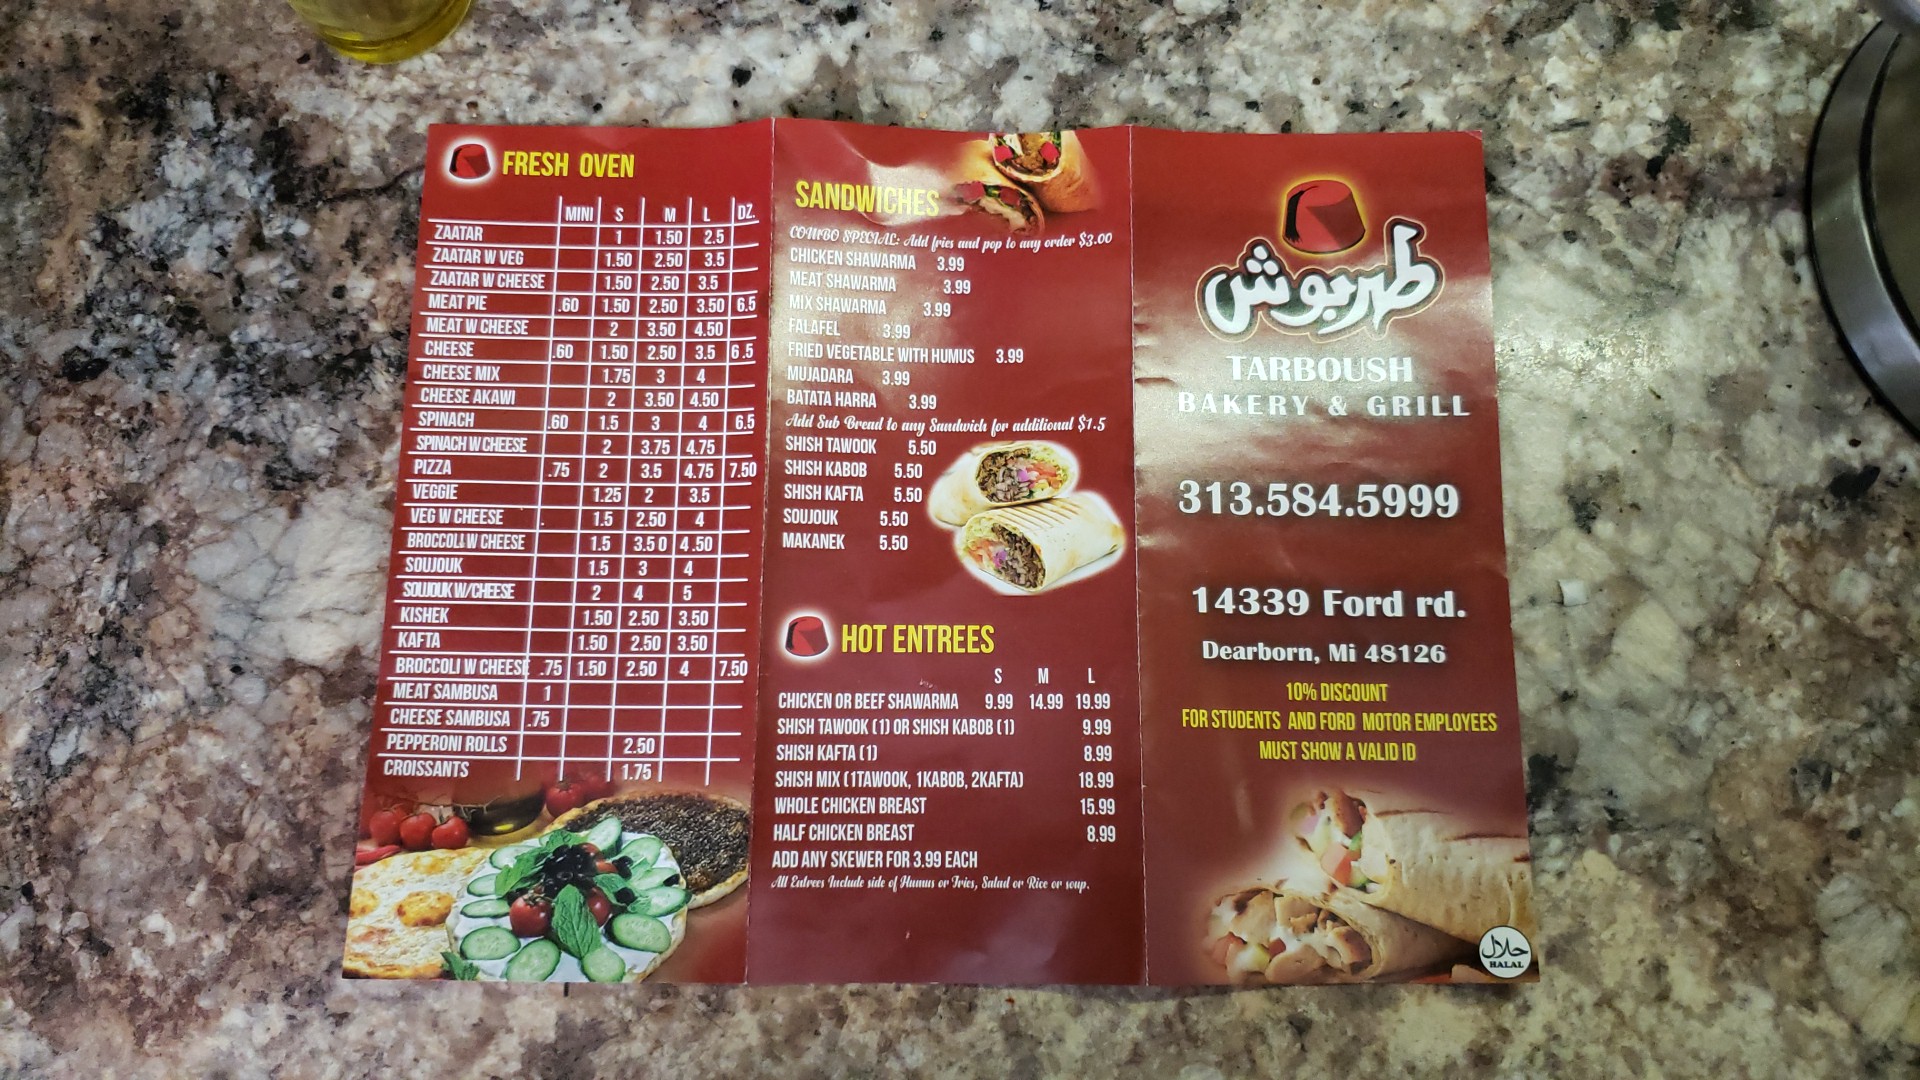 FRESH OVEN
MINI S M L DZ.
ZAATAR 1 1.50 2.5
ZAATAR W VEG 1.50 2.50 3.5
ZAATAR W CHEESE 1.50 2.50 3.5
MEAT PIE .60 1.50 2.50 3.50 6.5
MEAT W CHEESE 2 3.50 4.50
CHEESE .60 1.50 2.50 3.5 6.5
CHEESE MIX 1.75 3 4
CHEESE AKAWI 2 3.50 4.50
SPINACH .60 1.5 3 4 6.5
SPINACH W CHEESE 2 3.75 4.75
PIZZA .75 2 3.5 4.75 7.50
VEGGIE 1.25 2 3.5
VEG W CHEESE . 1.5 2.50 4
BROCCOLI W CHEESE 1.5 3.50 4.50
SOUJOUK 1.5 3 4
SOUJOUK W/CHEESE 2 4 5
KISHEK 1.50 2.50 3.50
KAFTA 1.50 2.50 3.50
BROCCOLI W CHEESE .75 1.50 2.50 4 7.50
MEAT SAMBUSA 1
CHEESE SAMBUSA .75
PEPPERONI ROLLS 2.50
CROISSANTS 1.75
SANDWICHES
COMBO SPECIAL: Add fries and pop to any order $3.00
CHICKEN SHAWARMA 3.99
MEAT SHAWARMA 3.99
MIX SHAWARMA 3.99
FALAFEL 3.99
FRIED VEGETABLE WITH HUMUS 3.99
MUJADARA 3.99
BATATA HARRA 3.99
Add Sub Bread to any Sandwich for additional $1.5
SHISH TAWOOK 5.50
SHISH KABOB 5.50
SHISH KAFTA 5.50
SOUJOUK 5.50
MAKANEK 5.50
HOT ENTREES
S M L
CHICKEN OR BEEF SHAWARMA 9.99 14.99 19.99
SHISH TAWOOK (1) OR SHISH KABOB (1) 9.99
SHISH KAFTA (1) 8.99
SHISH MIX (1TAWOOK, 1KABOB, 2KAFTA) 18.99
WHOLE CHICKEN BREAST 15.99
HALF CHICKEN BREAST 8.99
ADD ANY SKEWER FOR 3.99 EACH
All Entrees Include side of Humus or Fries, Salad or Rice or soup.
طربوش
TARBOUSH
BAKERY & GRILL
313.584.5999
14339 Ford rd.
Dearborn, Mi 48126
10% DISCOUNT
FOR STUDENTS AND FORD MOTOR EMPLOYEES
MUST SHOW A VALID ID
حلال
HALAL